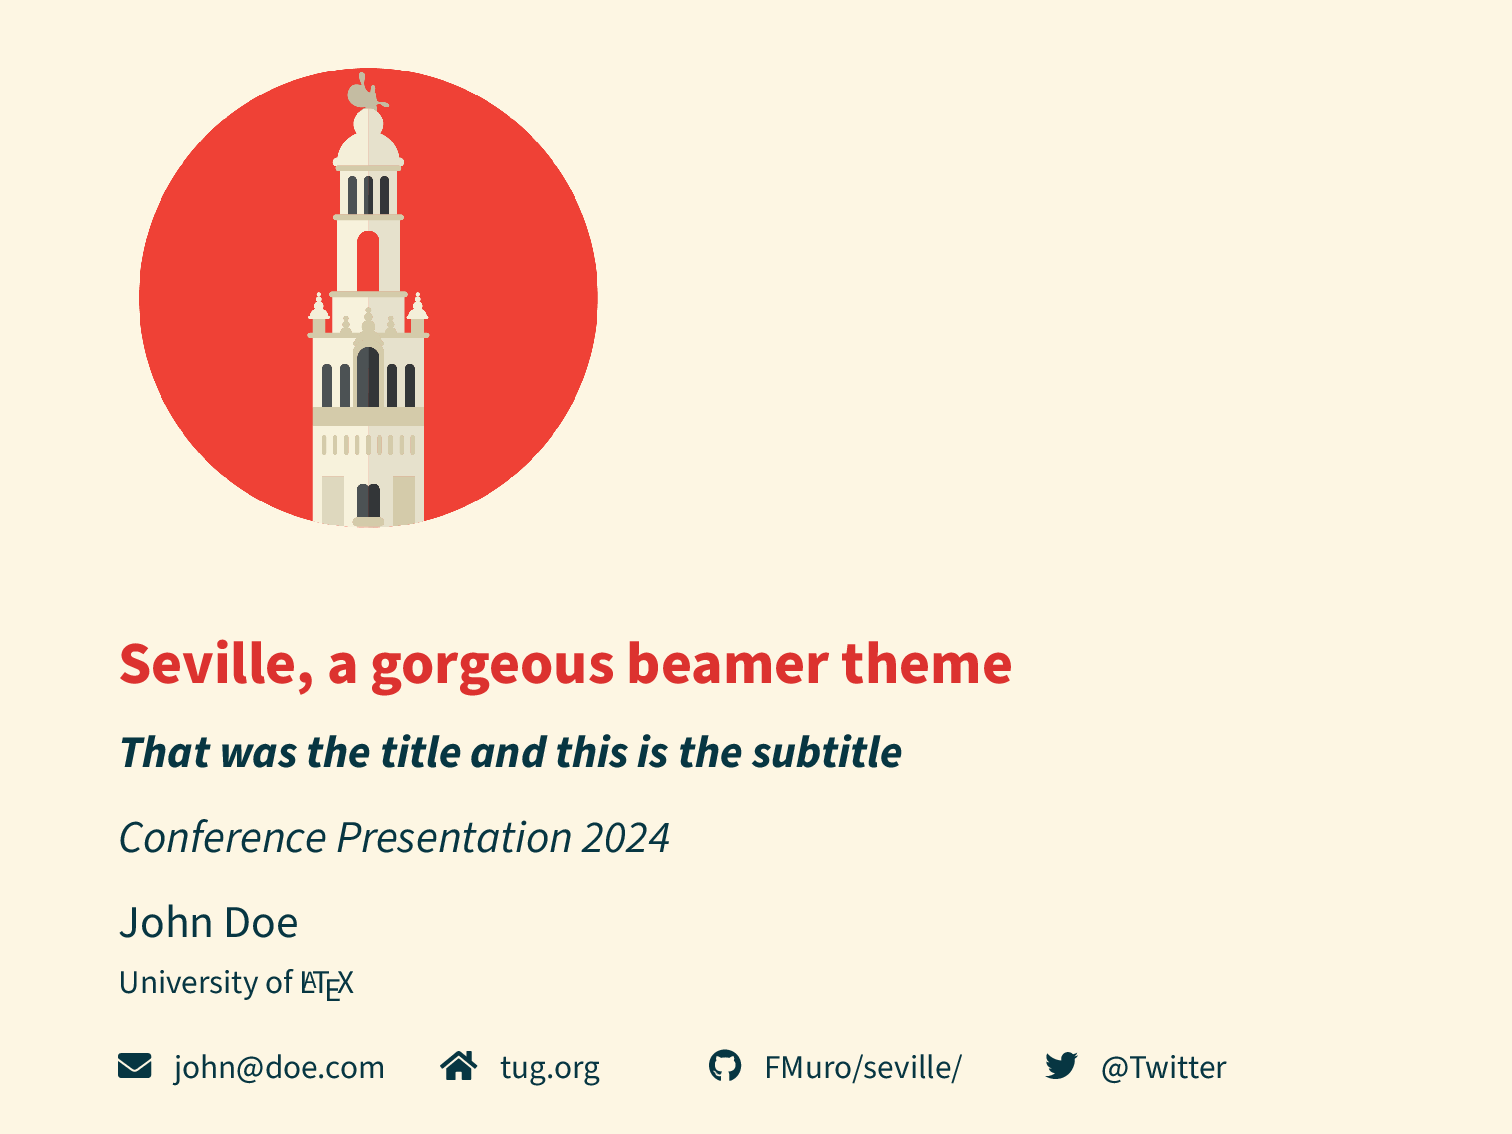 Seville, a gorgeous beamer theme
That was the title and this is the subtitle
Conference Presentation 2024
John Doe
University of LATEX
john@doe.com tug.org FMuro/seville/ @Twitter